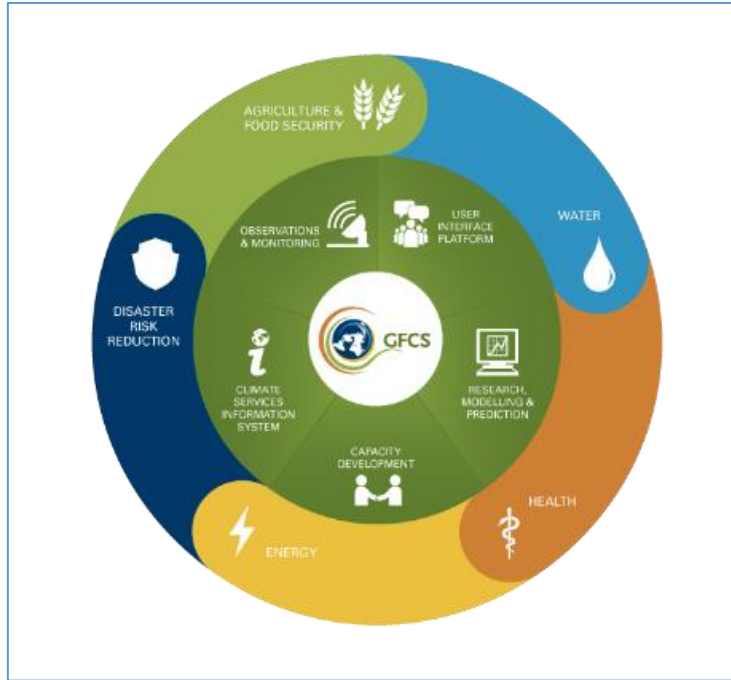 AGRICULTURE &
FOOD SECURITY
WATER
OBSERVATIONS
& MONITORING
USER
INTERFACE
PLATFORM
DISASTER
RISK
REDUCTION
GFCS
CLIMATE
SERVICES
INFORMATION
SYSTEM
RESEARCH,
MODELLING &
PREDICTION
CAPACITY
DEVELOPMENT
HEALTH
ENERGY